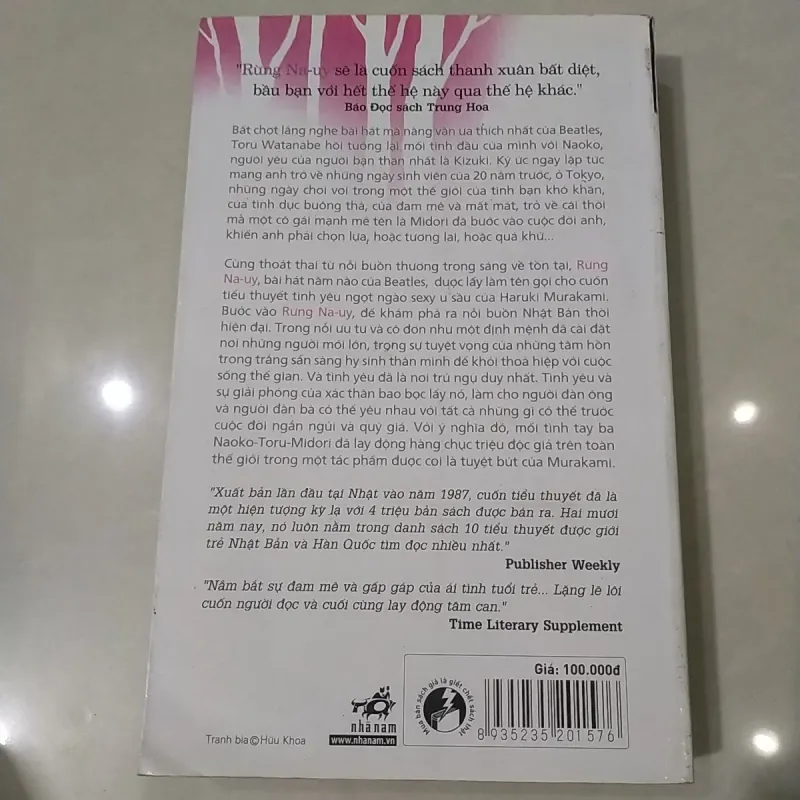 "Rừng Na-uy sẽ là cuốn sách thanh xuân bất diệt,
bầu bạn với hết thế hệ này qua thế hệ khác."
Báo Đọc sách Trung Hoa
Bất chợt lắng nghe bài hát mà nàng vẫn ưa thích nhất của Beatles,
Toru Watanabe hồi tưởng lại mối tình đầu của mình với Naoko,
người yêu của người bạn thân nhất là Kizuki. Ký ức ngay lập tức
mang anh trở về những ngày sinh viên của 20 năm trước, ở Tokyo,
những ngày chơi vơi trong một thế giới của tình bạn khó khăn,
của tình dục buông thả, của đam mê và mất mát, trở về cái thời
mà một cô gái mạnh mẽ tên là Midori đã bước vào cuộc đời anh,
khiến anh phải chọn lựa, hoặc tương lai, hoặc quá khứ...
Cũng thoát thai từ nỗi buồn thương trong sáng về tồn tại, Rừng
Na-uy, bài hát năm nào của Beatles, được lấy làm tên gọi cho cuốn
tiểu thuyết tình yêu ngọt ngào sexy u sầu của Haruki Murakami.
Bước vào Rừng Na-uy, để khám phá ra nỗi buồn Nhật Bản thời
hiện đại. Trong nỗi ưu tư và cô đơn như một định mệnh đã cài đặt
nơi những người mới lớn, trong sự tuyệt vọng của những tâm hồn
trong trắng sẵn sàng hy sinh thân mình để khỏi thoả hiệp với cuộc
sống thế gian. Và tình yêu đã là nơi trú ngụ duy nhất. Tình yêu và
sự giải phóng của xác thân bao bọc lấy nó, làm cho người đàn ông
và người đàn bà có thể yêu nhau với tất cả những gì có thể trước
cuộc đời ngắn ngủi và quý giá. Với ý nghĩa đó, mối tình tay ba
Naoko-Toru-Midori đã lay động hàng chục triệu độc giả trên toàn
thế giới trong một tác phẩm được coi là tuyệt bút của Murakami.
"Xuất bản lần đầu tại Nhật vào năm 1987, cuốn tiểu thuyết đã là
một hiện tượng kỳ lạ với 4 triệu bản sách được bán ra. Hai mươi
năm nay, nó luôn nằm trong danh sách 10 tiểu thuyết được giới
trẻ Nhật Bản và Hàn Quốc tìm đọc nhiều nhất."
Publisher Weekly
"Nắm bắt sự đam mê và gấp gáp của ái tình tuổi trẻ... Lặng lẽ lôi
cuốn người đọc và cuối cùng lay động tâm can."
Time Literary Supplement
Giá: 100.000đ
Mua bán sách giả là giết chết sách thật
nhã nam
www.nhanam.vn
Tranh bìa©Hữu Khoa
8 935235 201576